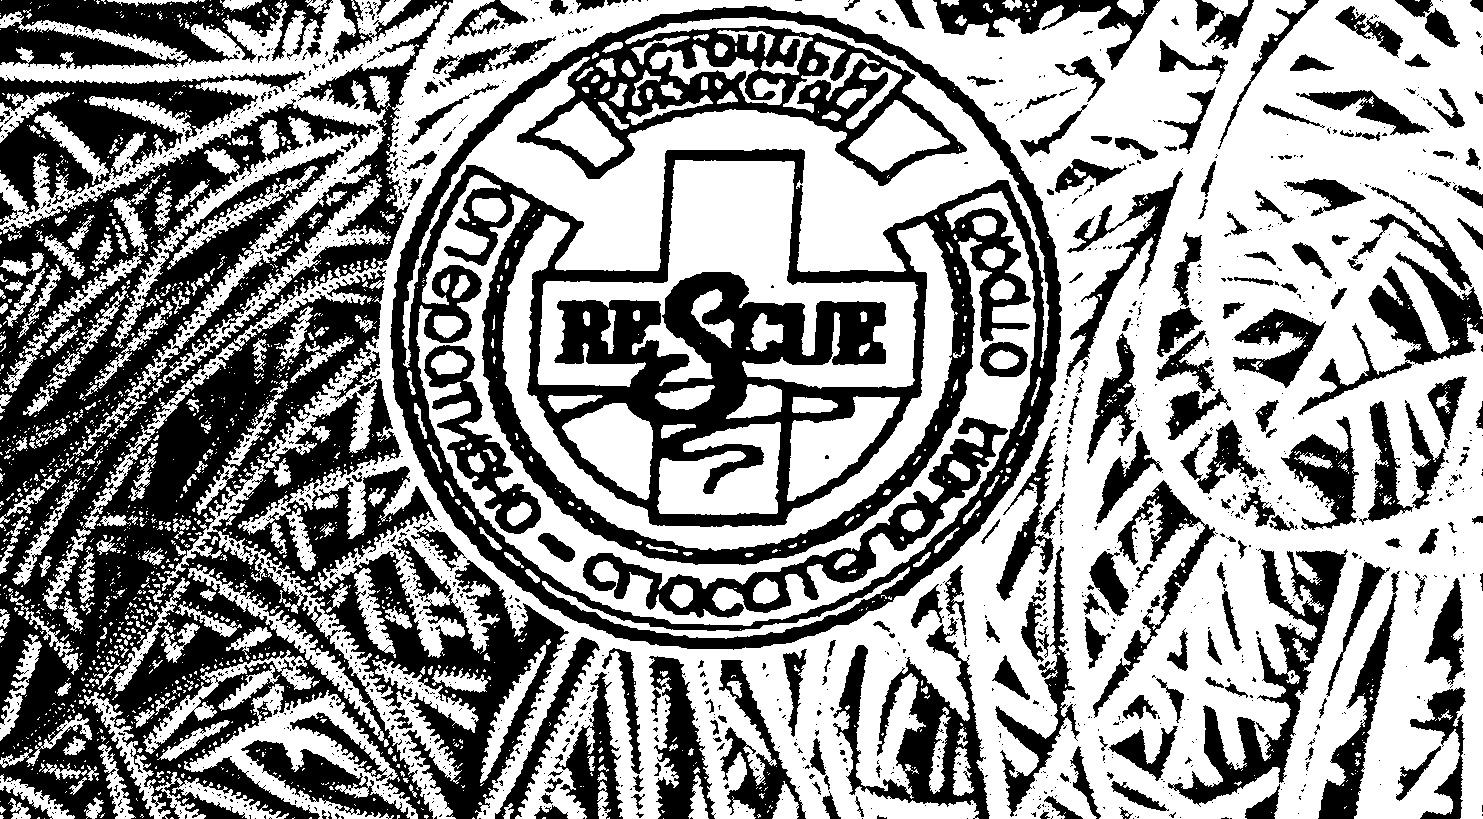 Восточный
Казахстан
RESCUE
оперативно – спасательный отряд